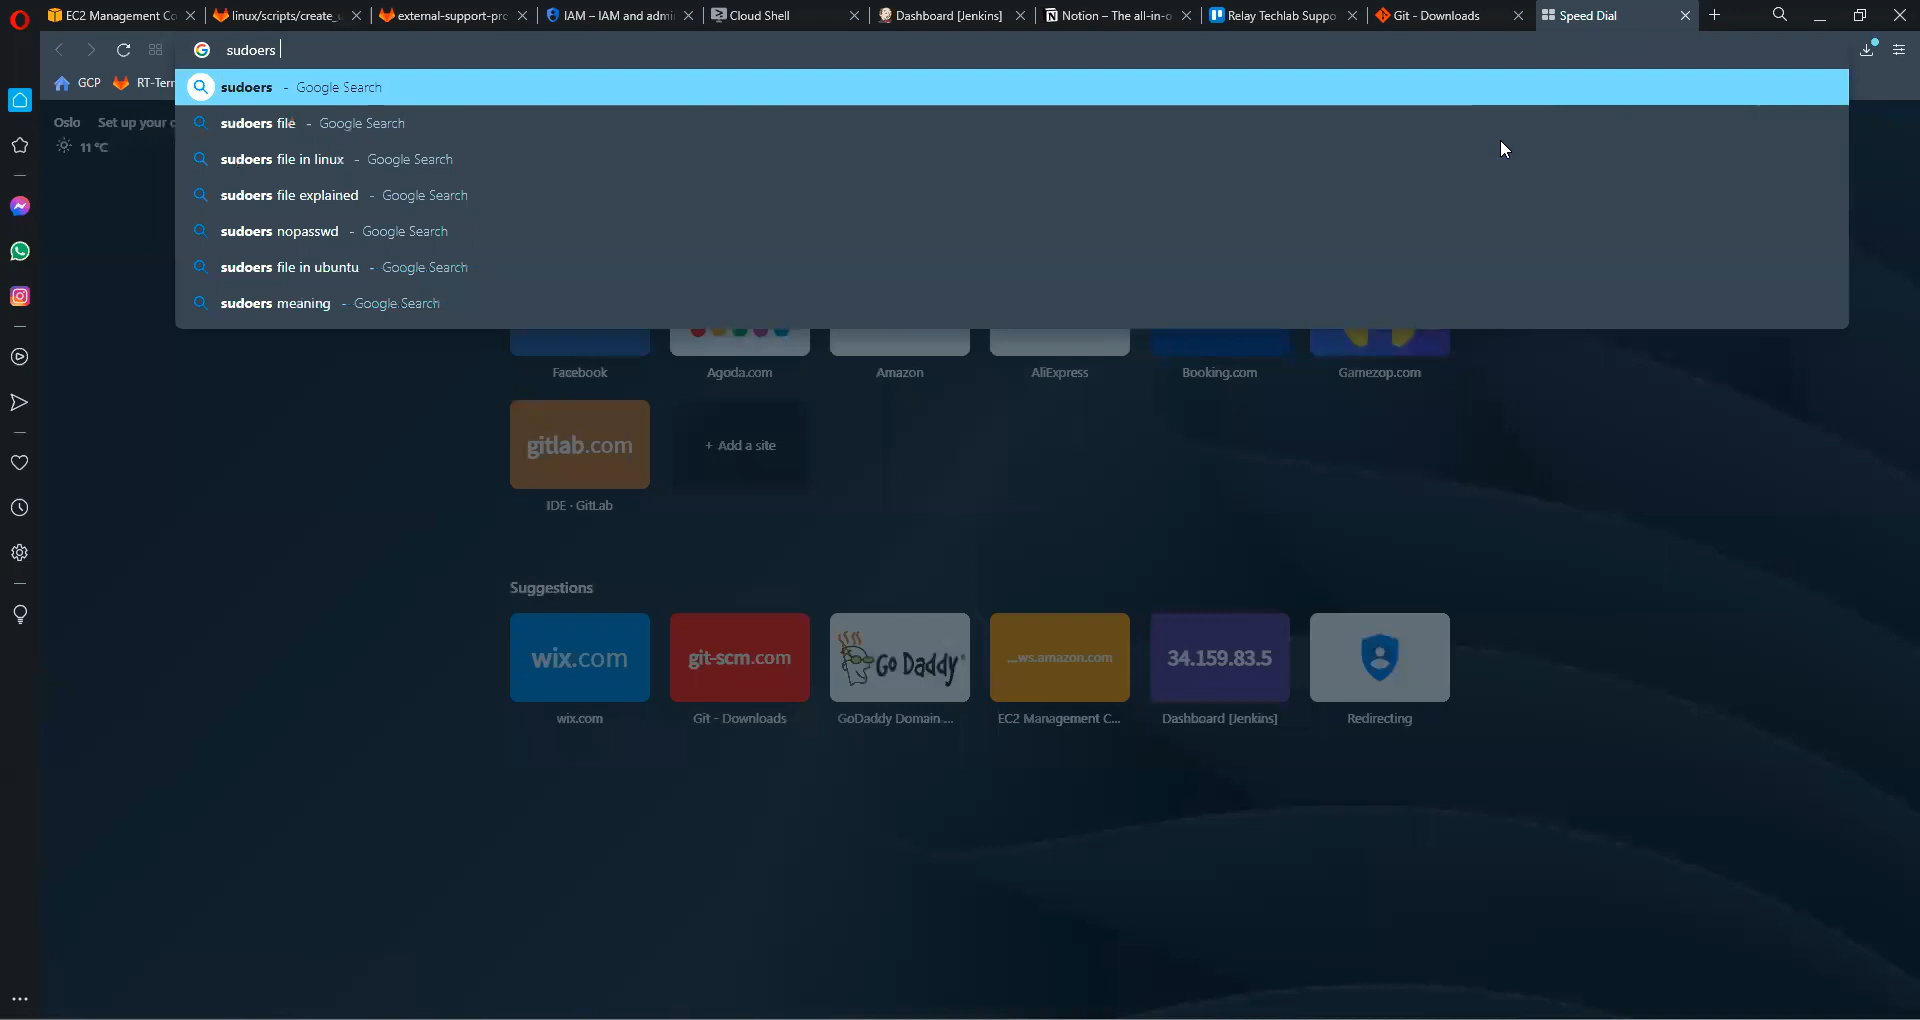 EC2 Management Co
linux/scripts/create_
external-support-pro
IAM – IAM and admi
Cloud Shell
Dashboard [Jenkins]
Notion – The all-in-o
Relay Techlab Suppo
Git - Downloads
Speed Dial
sudoers
GCP RT-Terr
sudoers - Google Search
sudoers file - Google Search
sudoers file in linux - Google Search
sudoers file explained - Google Search
sudoers nopasswd - Google Search
sudoers file in ubuntu - Google Search
sudoers meaning - Google Search
Oslo Set up your c
11 °C
Facebook Agoda.com Amazon AliExpress Booking.com Gamezop.com
gitlab.com + Add a site
IDE · GitLab
Suggestions
wix.com git-scm.com Go Daddy ...ws.amazon.com 34.159.83.5
wix.com Git - Downloads GoDaddy Domain ... EC2 Management C... Dashboard [Jenkins] Redirecting